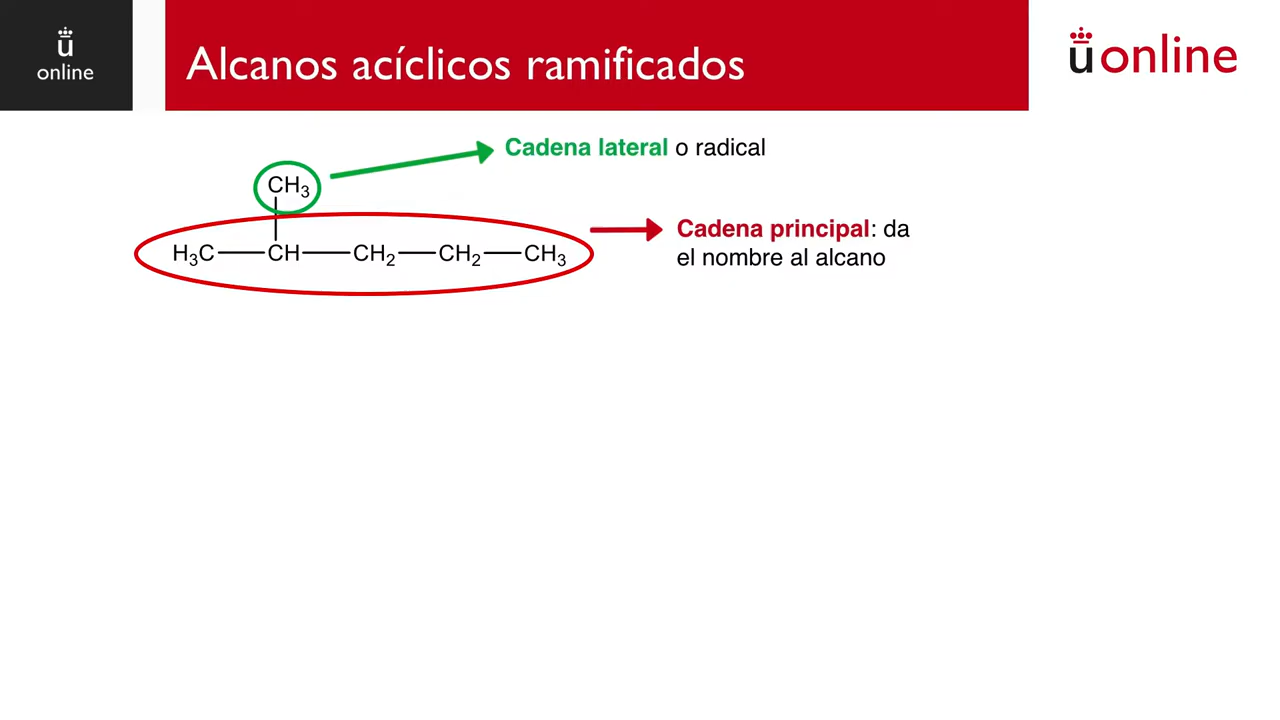 ü
online
Alcanos acíclicos ramificados
üonline
Cadena lateral o radical
CH₃
Cadena principal: da
el nombre al alcano
H₃C CH CH₂ CH₂ CH₃